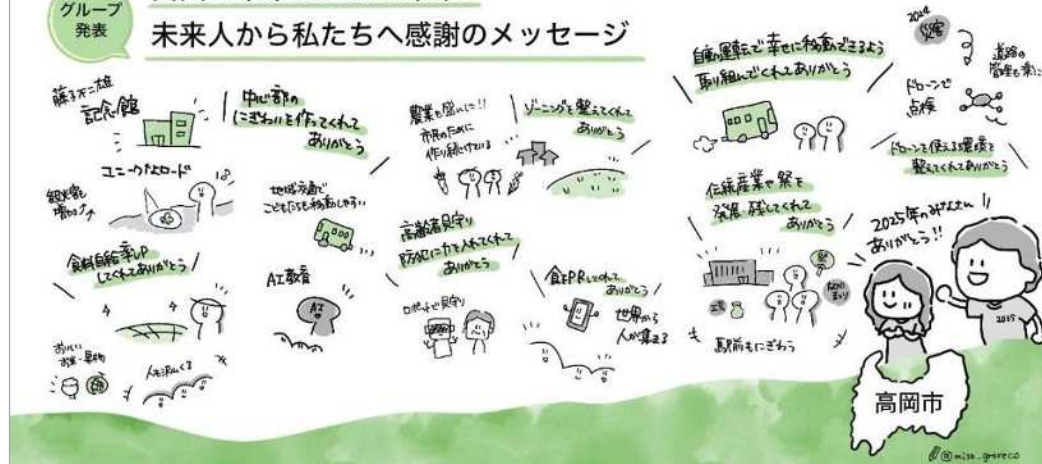 グループ
発表
未来人から私たちへ感謝のメッセージ
藤子不二雄
記念館
中心部の
にぎわいを作ってくれて
ありがとう
ユニークなロード
観光客も
増加↗
食料自給率UP
してくれてありがとう
おいしい
お米・果物
人も沢山くる
地域交通で
こどもたちも移動しやすい
AI教育
AI
農業も盛んに!!
市民のために
作り続けている
ゾーニングを整えてくれて
ありがとう
高齢者見守り
防犯に力を入れてくれて
ありがとう
ロボットで見守り
食をPRしてくれて
ありがとう
世界から
人が集まる
自動運転で幸せに移動できるよう
取り組んでくれてありがとう
2024
災害
道路の
管理も楽に
ドローンで
点検
ドローンを使える環境を
整えてくれてありがとう
伝統産業や祭を
発展・残してくれて
ありがとう
祭
工芸
駅前もにぎわう
2025年のみなさん
ありがとう!!
2035
高岡市
@miso_grareco